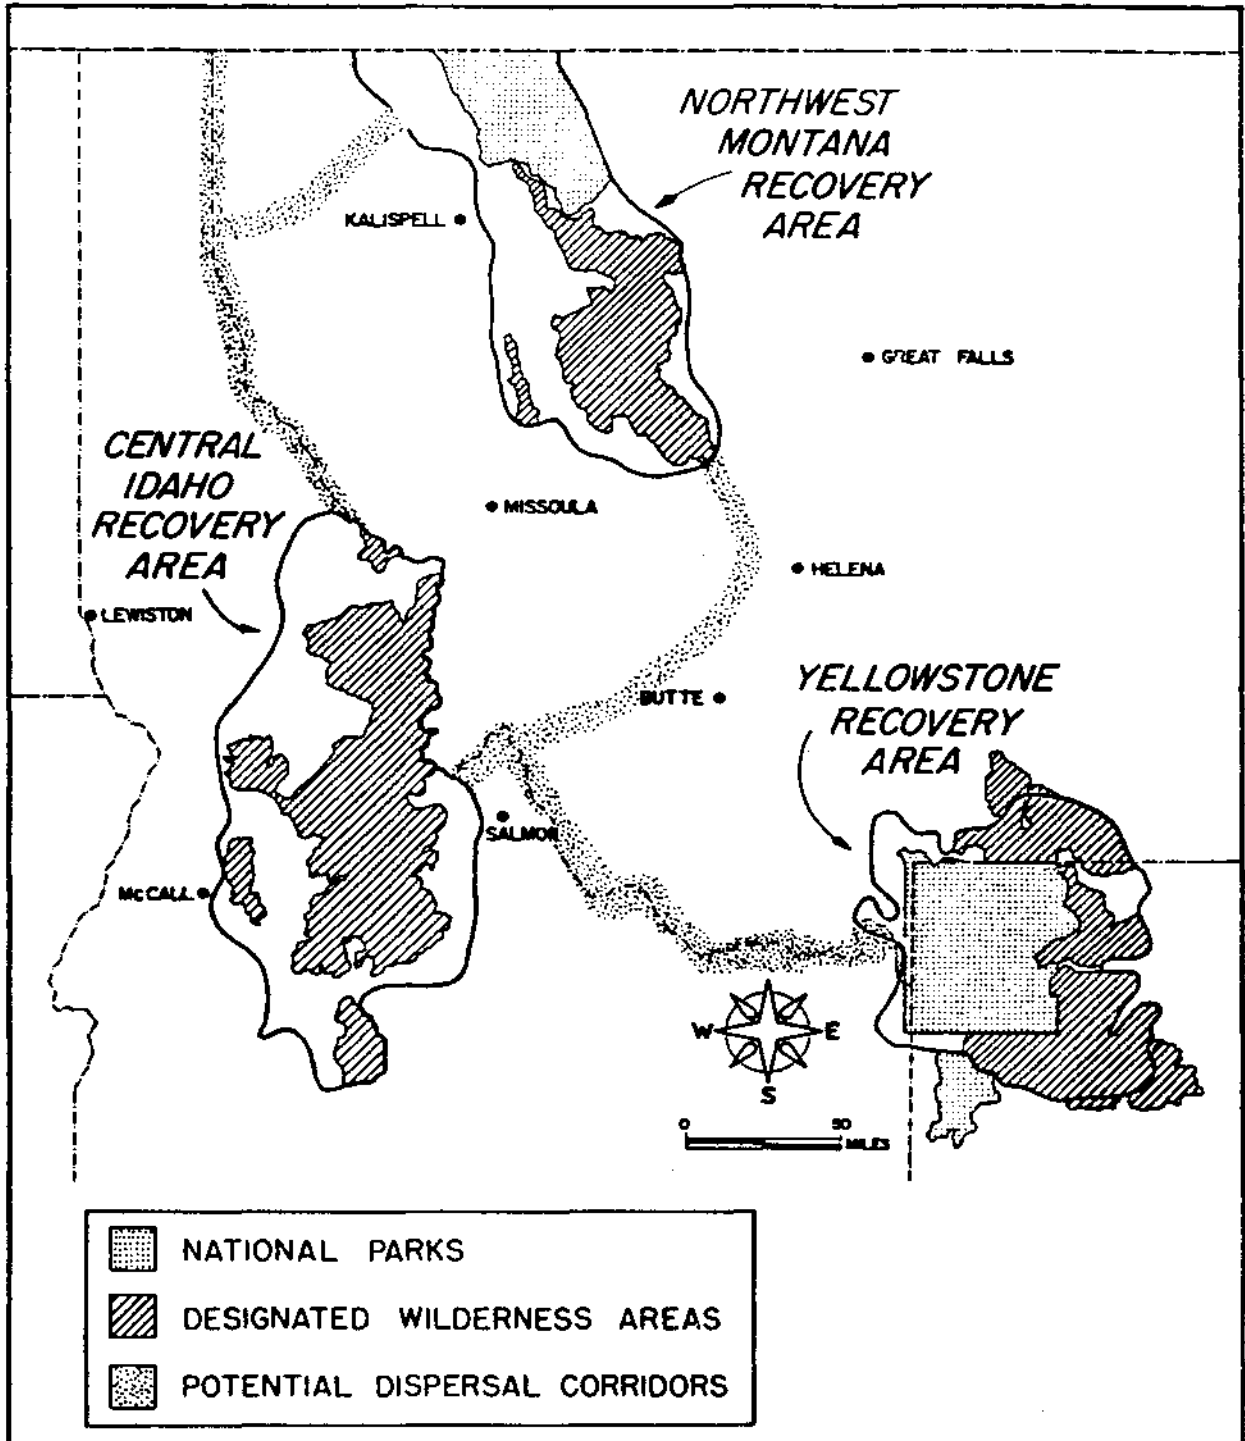 NORTHWEST
MONTANA
RECOVERY
AREA
KALISPELL
GREAT FALLS
CENTRAL
IDAHO
RECOVERY
AREA
MISSOULA
HELENA
LEWISTON
YELLOWSTONE
RECOVERY
AREA
BUTTE
SALMON
McCALL
W E
S
0 50
MILES
NATIONAL PARKS
DESIGNATED WILDERNESS AREAS
POTENTIAL DISPERSAL CORRIDORS